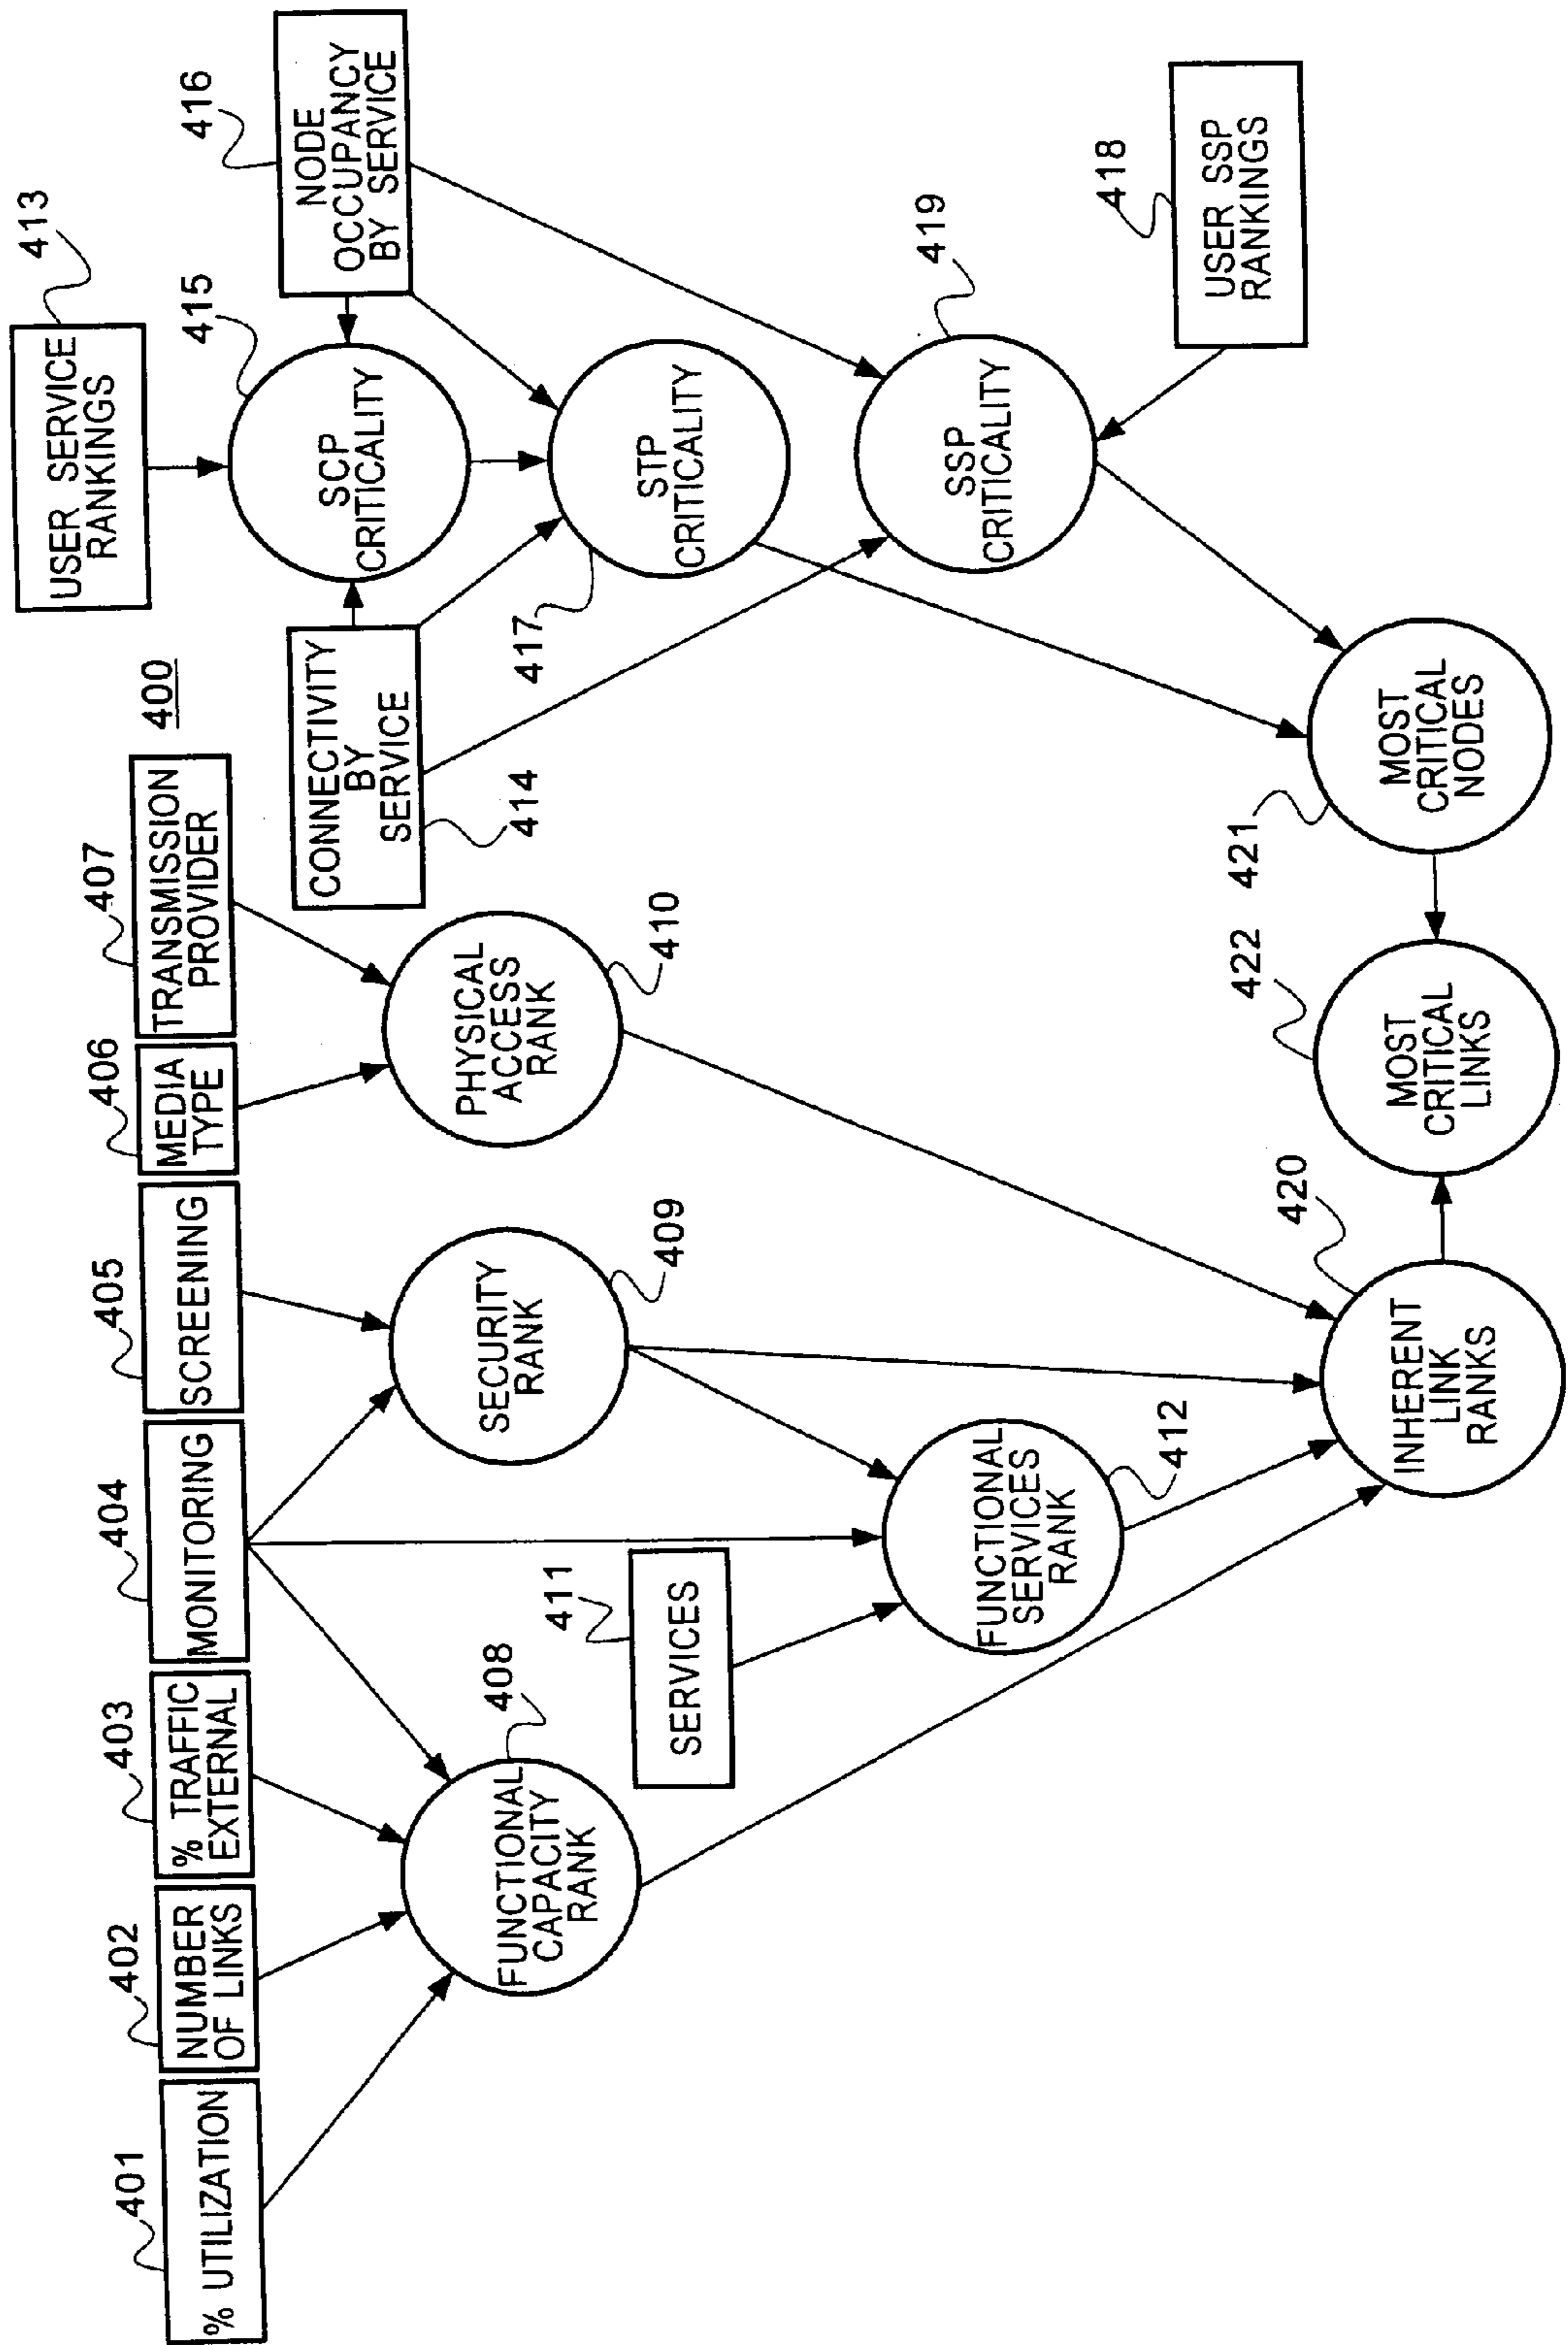 400
413
USER SERVICE
RANKINGS
416
NODE
OCCUPANCY
BY SERVICE
415
SCP
CRITICALITY
CONNECTIVITY
BY
SERVICE
414
417
STP
CRITICALITY
419
SSP
CRITICALITY
418
USER SSP
RANKINGS
401
% UTILIZATION
402
NUMBER
OF LINKS
403
% TRAFFIC
EXTERNAL
404
MONITORING
405
SCREENING
406
MEDIA
TYPE
407
TRANSMISSION
PROVIDER
408
FUNCTIONAL
CAPACITY
RANK
409
SECURITY
RANK
410
PHYSICAL
ACCESS
RANK
411
SERVICES
412
FUNCTIONAL
SERVICES
RANK
420
INHERENT
LINK
RANKS
422
MOST
CRITICAL
LINKS
421
MOST
CRITICAL
NODES